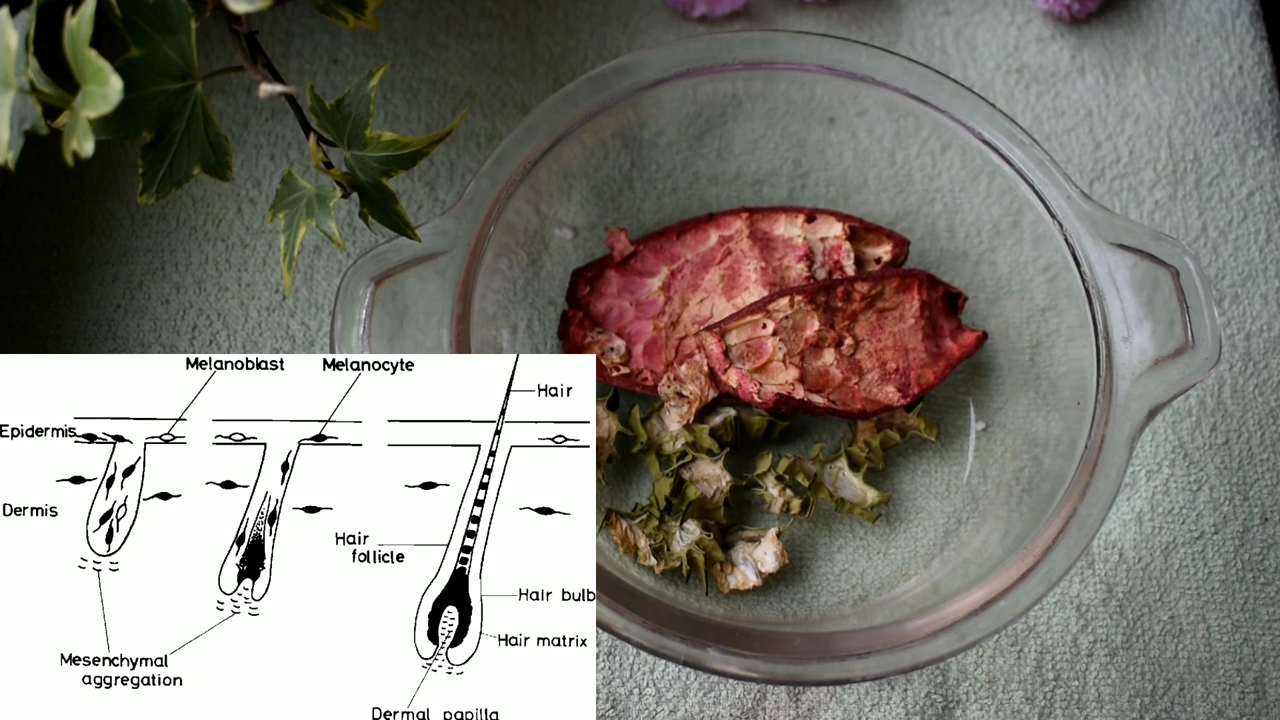 Melanoblast
Melanocyte
Hair
Epidermis
Dermis
Hair
follicle
Hair bulb
Hair matrix
Mesenchymal
aggregation
Dermal papilla